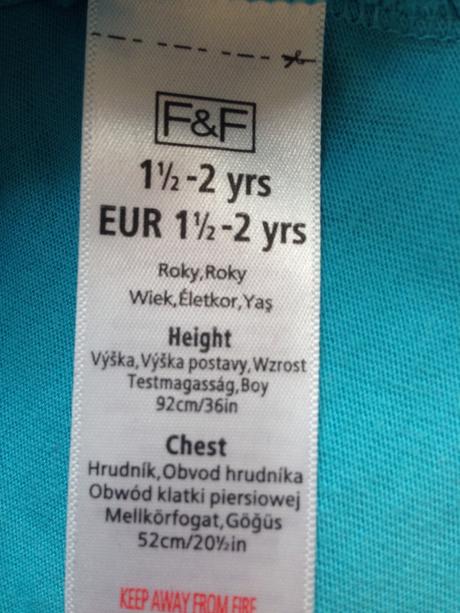 F&F
1½-2 yrs
EUR 1½-2 yrs
Roky,Roky
Wiek,Életkor,Yaş
Height
Výška,Výška postavy,Wzrost
Testmagasság,Boy
92cm/36in
Chest
Hrudník,Obvod hrudníka
Obwód klatki piersiowej
Mellkörfogat,Göğüs
52cm/20½in
KEEP AWAY FROM FIRE